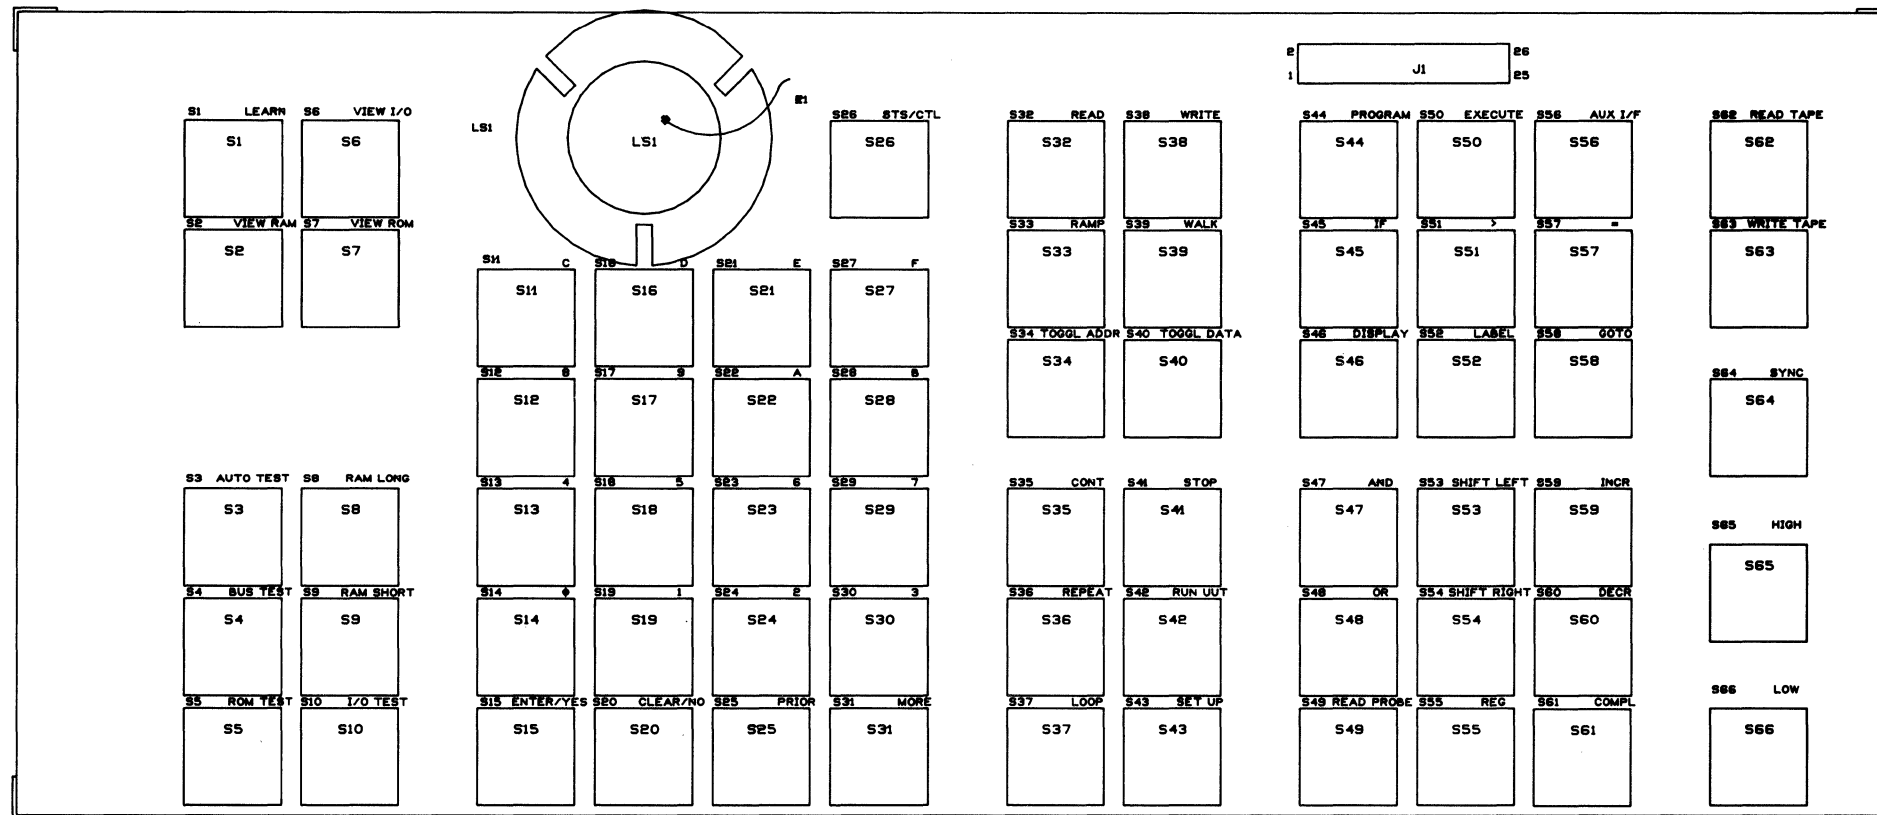 2 26
1 J1 25
LS1
LS1
E1
S1 LEARN S6 VIEW I/O S26 STS/CTL S32 READ S38 WRITE S44 PROGRAM S50 EXECUTE S56 AUX I/F S62 READ TAPE
S1 S6 S26 S32 S38 S44 S50 S56 S62
S2 VIEW RAM S7 VIEW ROM S33 RAMP S39 WALK S45 IF S51 > S57 = S63 WRITE TAPE
S2 S7 S33 S39 S45 S51 S57 S63
S11 C S16 D S21 E S27 F
S11 S16 S21 S27
S34 TOGGL ADDR S40 TOGGL DATA S46 DISPLAY S52 LABEL S58 GOTO
S34 S40 S46 S52 S58
S12 8 S17 9 S22 A S28 B S64 SYNC
S12 S17 S22 S28 S64
S3 AUTO TEST S8 RAM LONG S13 4 S18 5 S23 6 S29 7 S35 CONT S41 STOP S47 AND S53 SHIFT LEFT S59 INCR
S3 S8 S13 S18 S23 S29 S35 S41 S47 S53 S59
S65 HIGH
S65
S4 BUS TEST S9 RAM SHORT S14 0 S19 1 S24 2 S30 3 S36 REPEAT S42 RUN UUT S48 OR S54 SHIFT RIGHT S60 DECR
S4 S9 S14 S19 S24 S30 S36 S42 S48 S54 S60
S66 LOW
S5 ROM TEST S10 I/O TEST S15 ENTER/YES S20 CLEAR/NO S25 PRIOR S31 MORE S37 LOOP S43 SET UP S49 READ PROBE S55 REG S61 COMPL
S5 S10 S15 S20 S25 S31 S37 S43 S49 S55 S61 S66